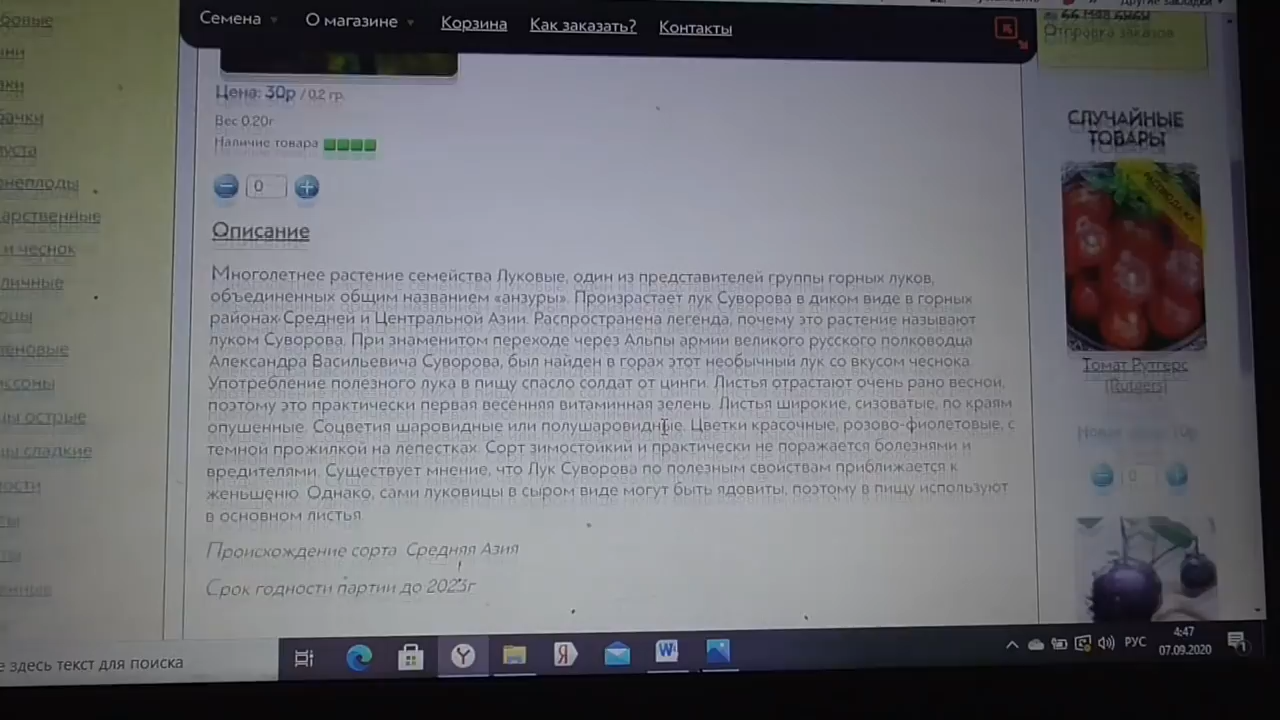 Семена
О магазине
Корзина
Как заказать?
Контакты
Отправка заказов
Цена: 30р / 0.2 гр.
Вес 0.20г
Наличие товара
0
Описание
Многолетнее растение семейства Луковые, один из представителей группы горных луков,
объединенных общим названием «анзуры». Произрастает лук Суворова в диком виде в горных
районах Средней и Центральной Азии. Распространена легенда, почему это растение называют
луком Суворова. При знаменитом переходе через Альпы армии великого русского полководца
Александра Васильевича Суворова, был найден в горах этот необычный лук со вкусом чеснока.
Употребление полезного лука в пищу спасло солдат от цинги. Листья отрастают очень рано весной,
поэтому это практически первая весенняя витаминная зелень. Листья широкие, сизоватые, по краям
опушенные. Соцветия шаровидные или полушаровидные. Цветки красочные, розово-фиолетовые, с
темной прожилкой на лепестках. Сорт зимостойкий и практически не поражается болезнями и
вредителями. Существует мнение, что Лук Суворова по полезным свойствам приближается к
женьшеню. Однако, сами луковицы в сыром виде могут быть ядовиты, поэтому в пищу используют
в основном листья.
Происхождение сорта Средняя Азия
Срок годности партии до 2023г
СЛУЧАЙНЫЕ
ТОВАРЫ
РАСПРОДАЖА
Томат Рутгерс
(Rutgers)
0
и чеснок
здесь текст для поиска
РУС
4:47
07.09.2020